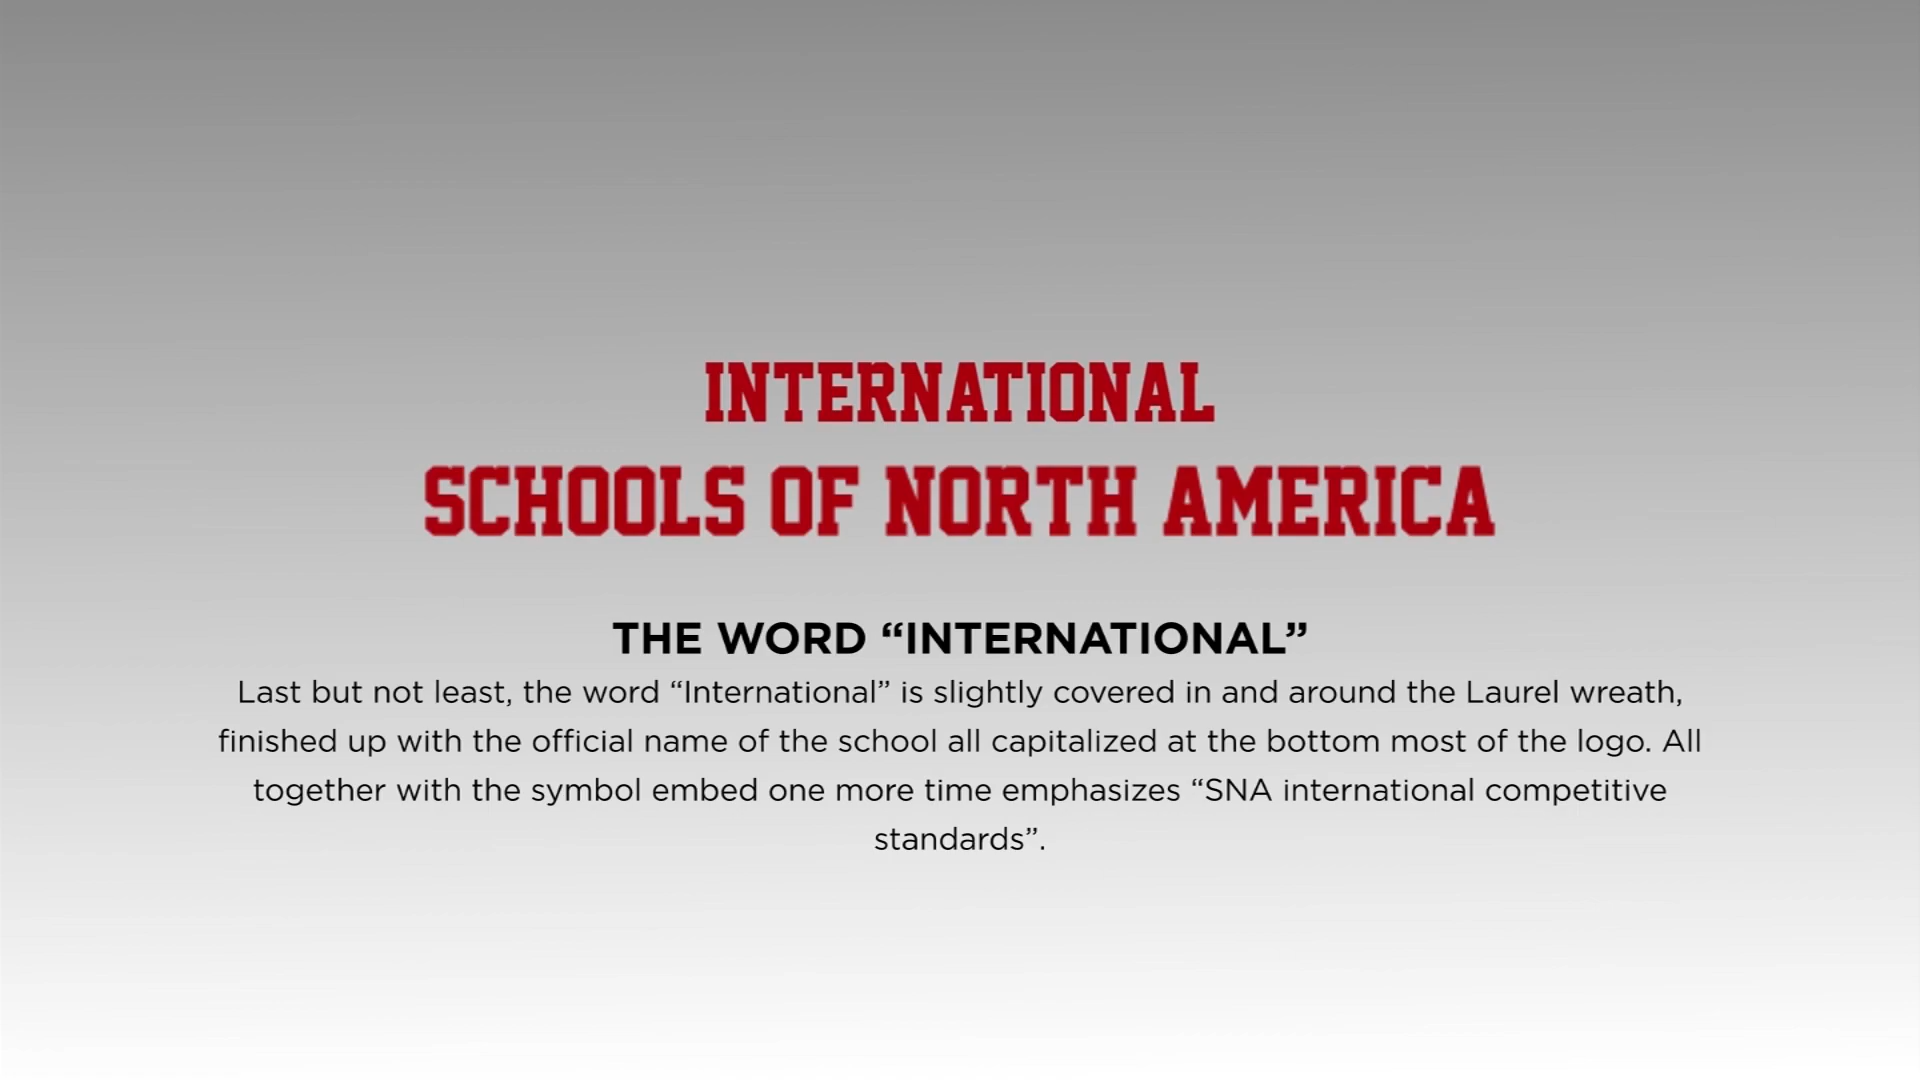 INTERNATIONAL
SCHOOLS OF NORTH AMERICA
THE WORD “INTERNATIONAL”
Last but not least, the word “International” is slightly covered in and around the Laurel wreath,
finished up with the official name of the school all capitalized at the bottom most of the logo. All
together with the symbol embed one more time emphasizes “SNA international competitive
standards”.